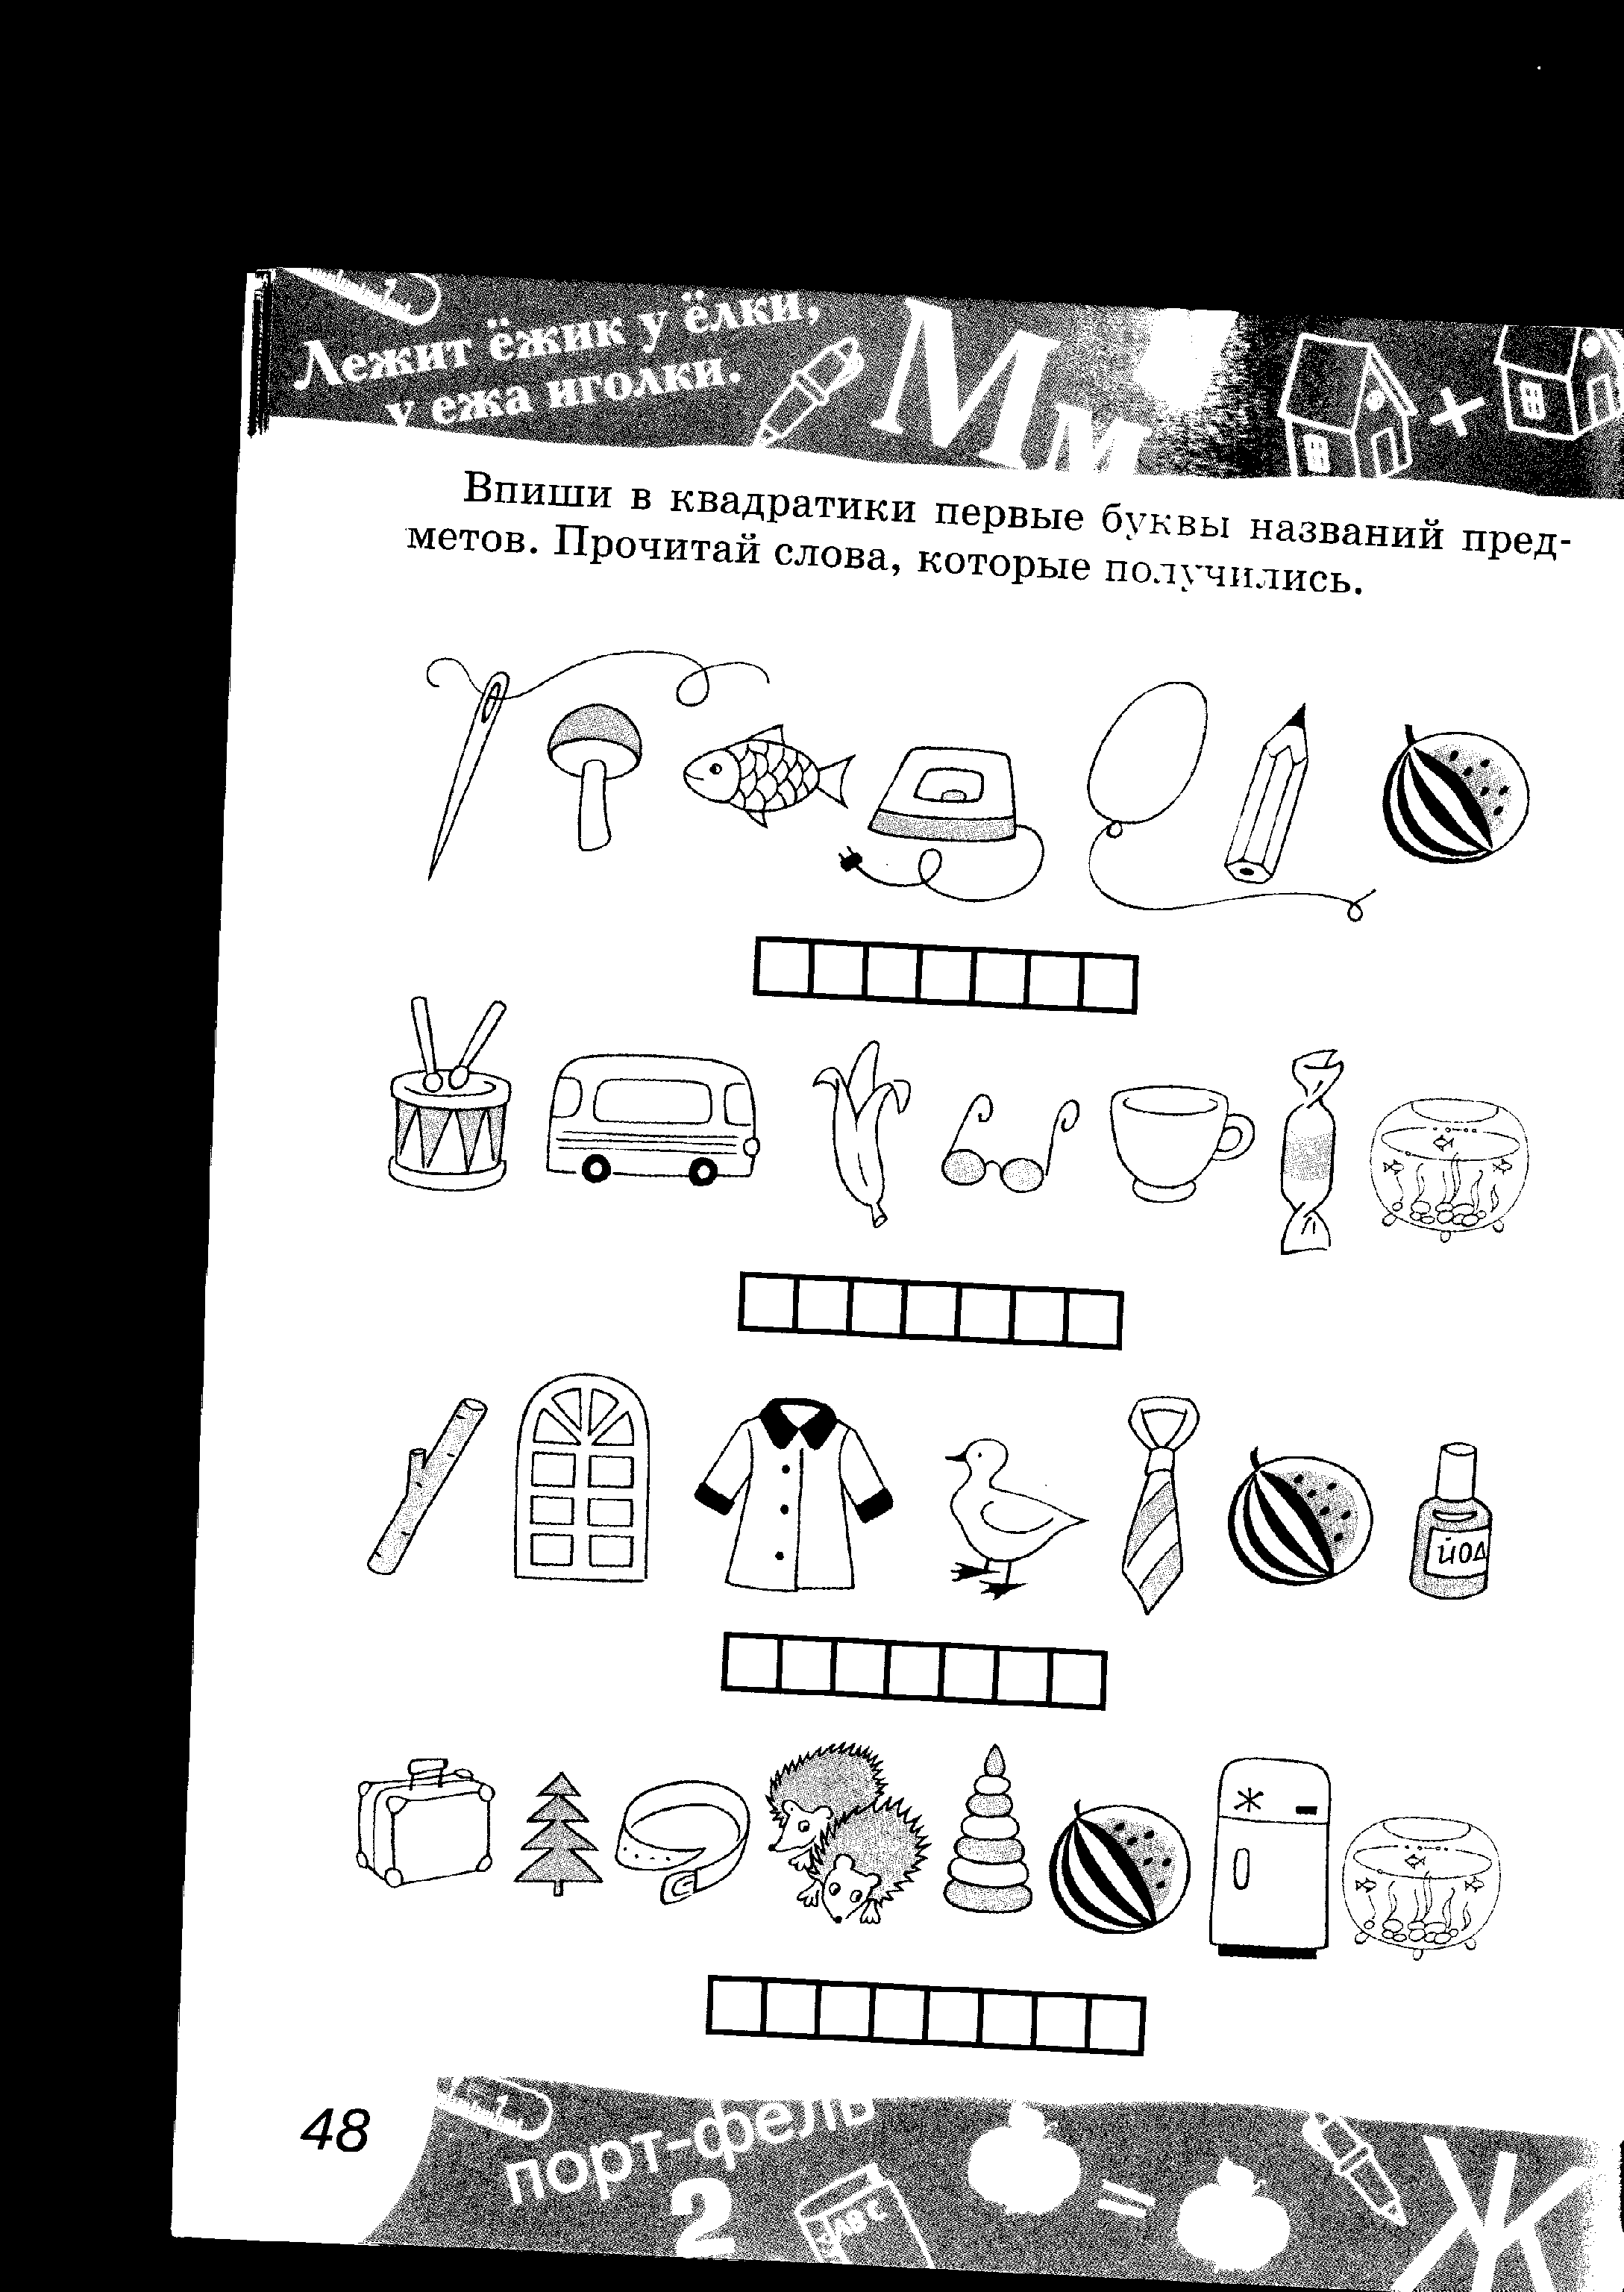 Лежит ёжик у ёлки,
у ежа иголки.
Мм
+
Впиши в квадратики первые буквы названий пред-
метов. Прочитай слова, которые получились.
йод
48
порт-фель
2
АВС
=
Ж